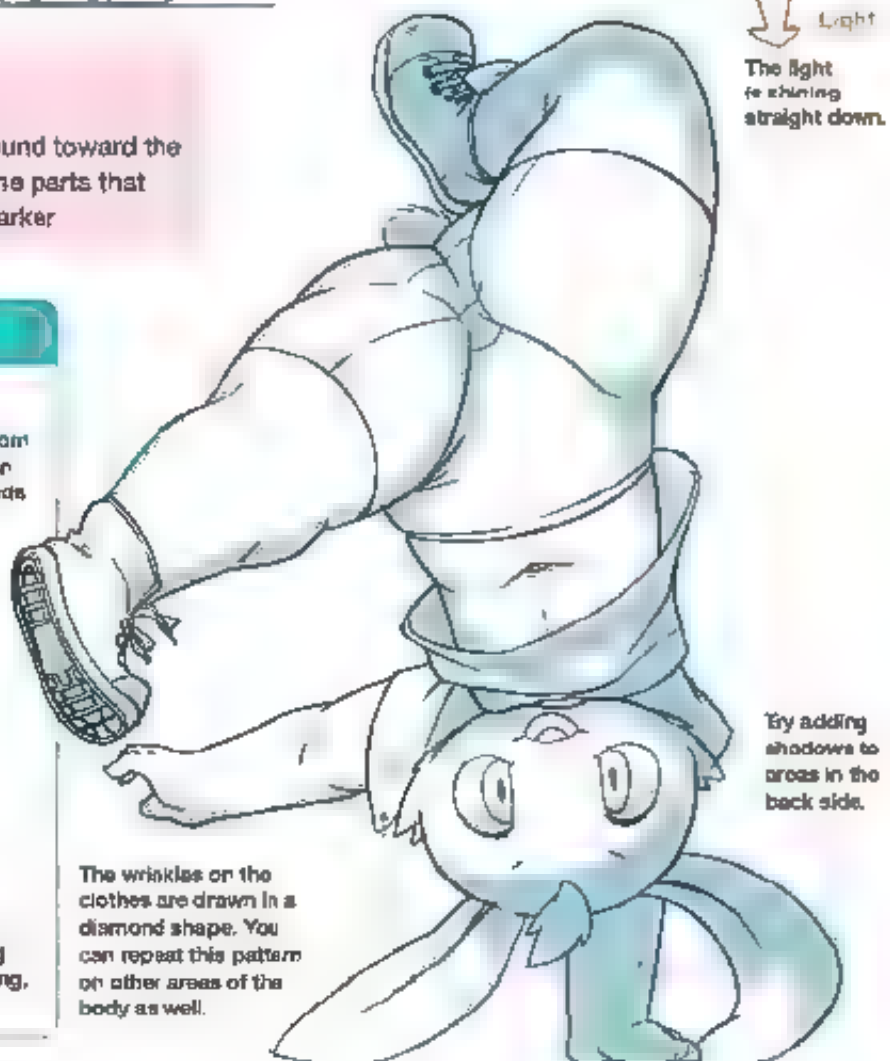 Light
The light
is shining
straight down.
und toward the
ne parts that
arker
Try adding
shadows to
areas in the
back side.
The wrinkles on the
clothes are drawn in a
diamond shape. You
can repeat this pattern
on other areas of the
body as well.